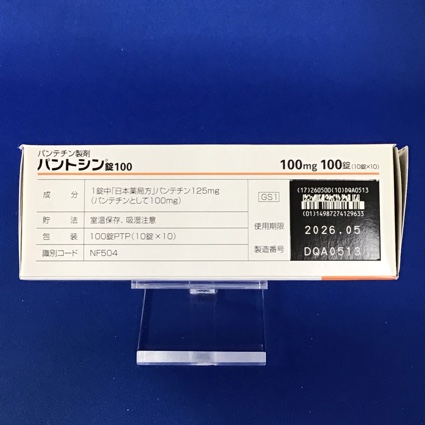 パンテチン製剤
パントシン®錠100
100mg 100錠(10錠×10)
成 分 1錠中「日本薬局方」パンテチン125mg
(パンテチンとして100mg)
貯 法 室温保存、吸湿注意
包 装 100錠PTP(10錠×10)
識別コード NF504
GS1
使用期限
製造番号
(17)260500(10)DQA0513
(01)14987274129633
2026.05
DQA0513